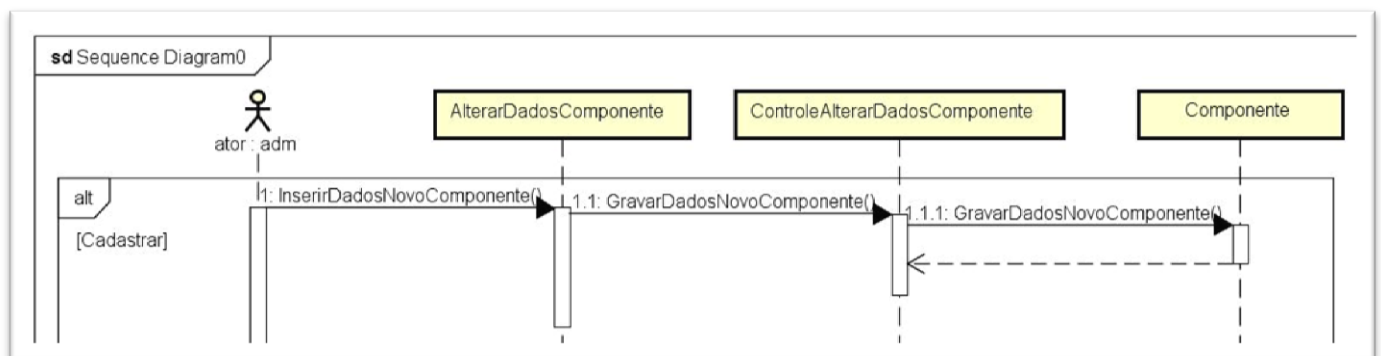 sd Sequence Diagram0
ator : adm
AlterarDadosComponente
ControleAlterarDadosComponente
Componente
alt
[Cadastrar]
1: InserirDadosNovoComponente()
1.1: GravarDadosNovoComponente()
1.1.1: GravarDadosNovoComponente()